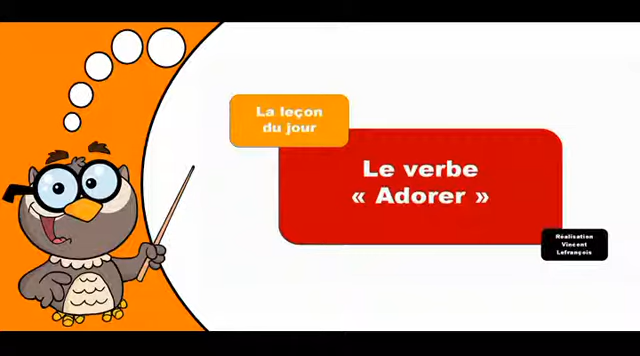 La leçon
du jour
Le verbe
« Adorer »
Réalisation
Vincent
Lefrançois